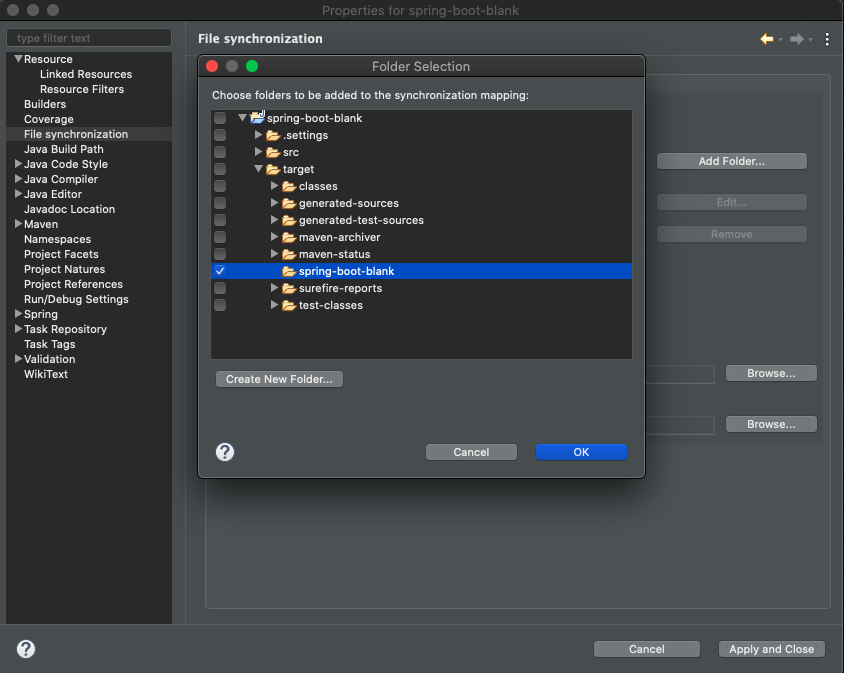 Properties for spring-boot-blank
type filter text
Resource
Linked Resources
Resource Filters
Builders
Coverage
File synchronization
Java Build Path
Java Code Style
Java Compiler
Java Editor
Javadoc Location
Maven
Namespaces
Project Facets
Project Natures
Project References
Run/Debug Settings
Spring
Task Repository
Task Tags
Validation
WikiText
File synchronization
Folder Selection
Choose folders to be added to the synchronization mapping:
spring-boot-blank
.settings
src
target
classes
generated-sources
generated-test-sources
maven-archiver
maven-status
spring-boot-blank
surefire-reports
test-classes
Create New Folder...
?
Cancel
OK
Add Folder...
Edit...
Remove
Browse...
Browse...
?
Cancel
Apply and Close